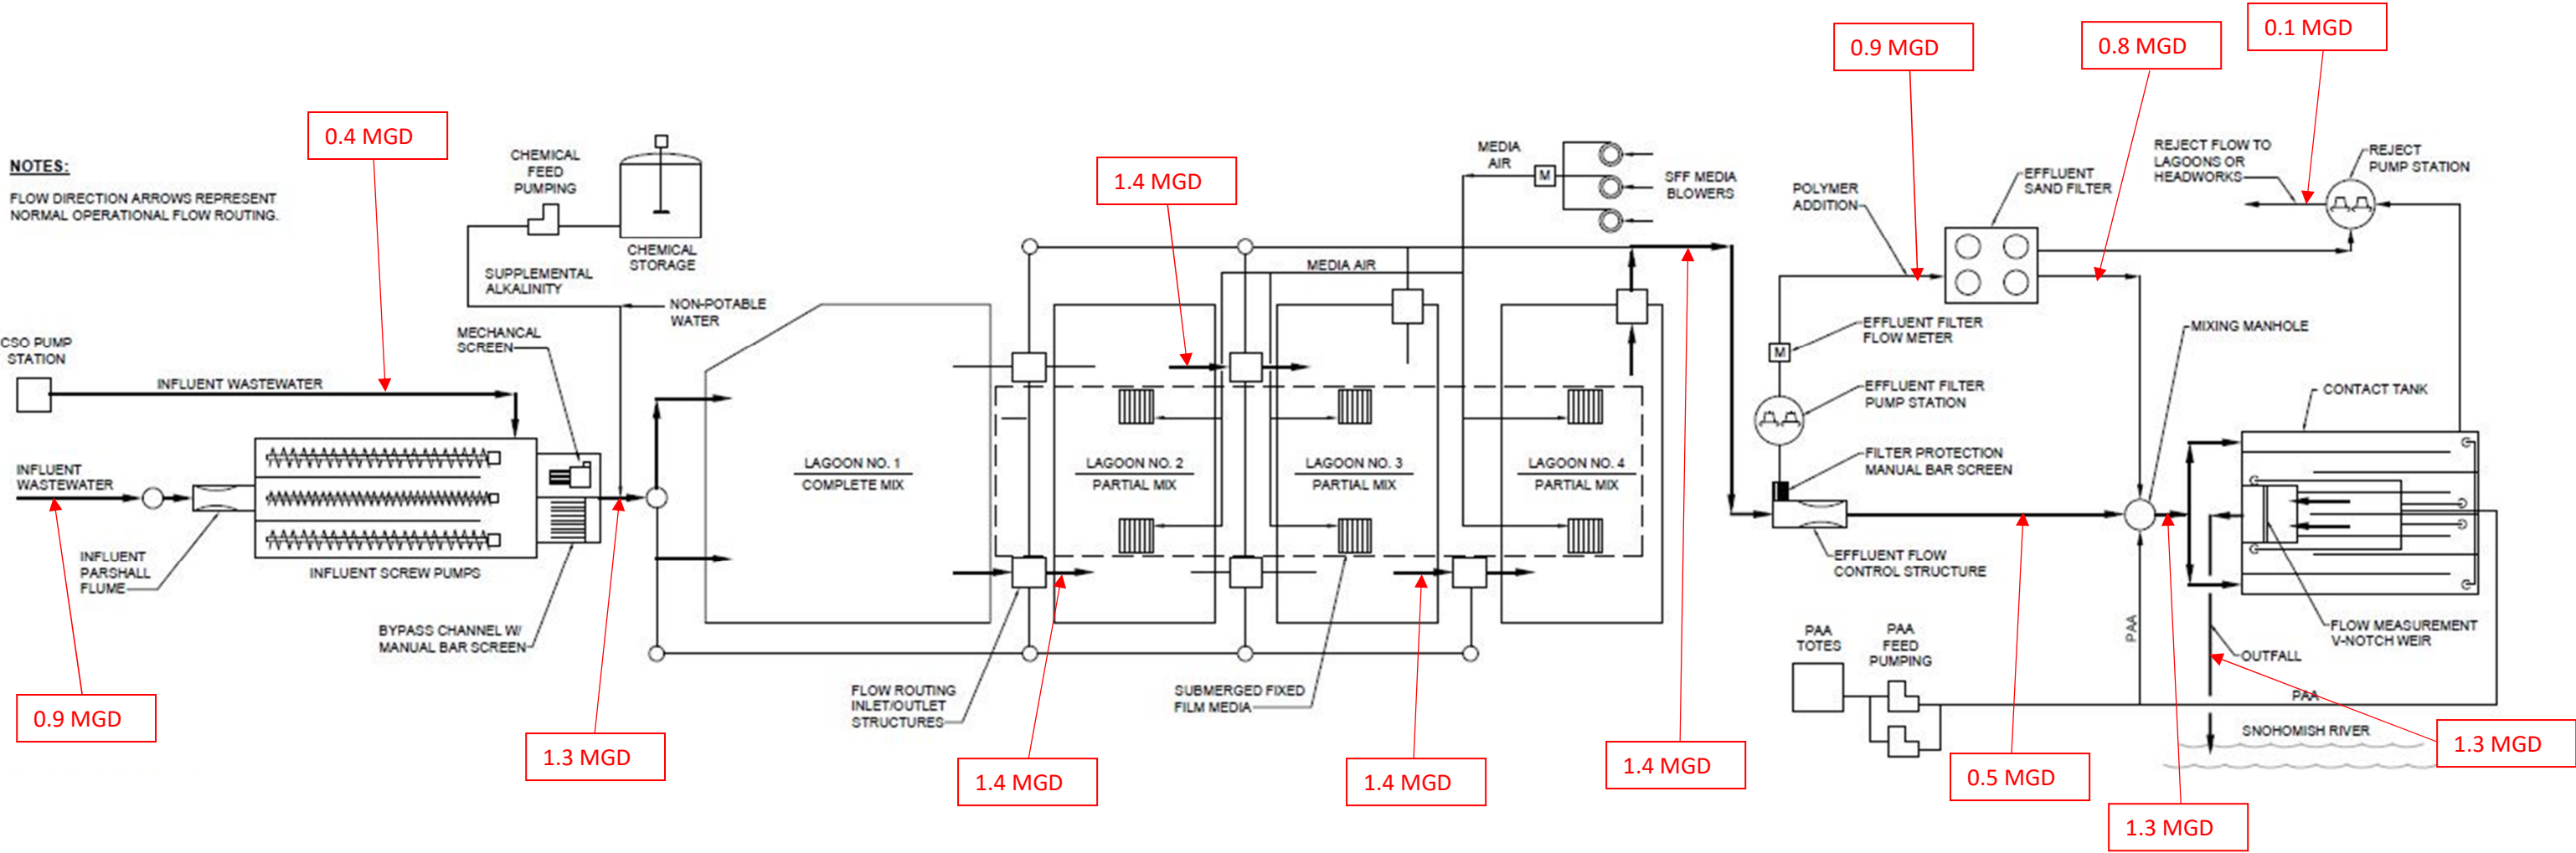 NOTES:
FLOW DIRECTION ARROWS REPRESENT
NORMAL OPERATIONAL FLOW ROUTING.
0.4 MGD
CHEMICAL
FEED
PUMPING
CHEMICAL
STORAGE
SUPPLEMENTAL
ALKALINITY
NON-POTABLE
WATER
MECHANCAL
SCREEN
CSO PUMP
STATION
INFLUENT WASTEWATER
INFLUENT
WASTEWATER
INFLUENT
PARSHALL
FLUME
INFLUENT SCREW PUMPS
BYPASS CHANNEL W/
MANUAL BAR SCREEN
0.9 MGD
1.3 MGD
LAGOON NO. 1
COMPLETE MIX
1.4 MGD
MEDIA
AIR
M
SFF MEDIA
BLOWERS
MEDIA AIR
LAGOON NO. 2
PARTIAL MIX
LAGOON NO. 3
PARTIAL MIX
LAGOON NO. 4
PARTIAL MIX
FLOW ROUTING
INLET/OUTLET
STRUCTURES
SUBMERGED FIXED
FILM MEDIA
1.4 MGD
1.4 MGD
1.4 MGD
0.9 MGD
0.8 MGD
0.1 MGD
POLYMER
ADDITION
EFFLUENT
SAND FILTER
REJECT FLOW TO
LAGOONS OR
HEADWORKS
REJECT
PUMP STATION
M
EFFLUENT FILTER
FLOW METER
MIXING MANHOLE
EFFLUENT FILTER
PUMP STATION
CONTACT TANK
FILTER PROTECTION
MANUAL BAR SCREEN
EFFLUENT FLOW
CONTROL STRUCTURE
PAA
TOTES
PAA
FEED
PUMPING
PAA
FLOW MEASUREMENT
V-NOTCH WEIR
OUTFALL
PAA
SNOHOMISH RIVER
0.5 MGD
1.3 MGD
1.3 MGD